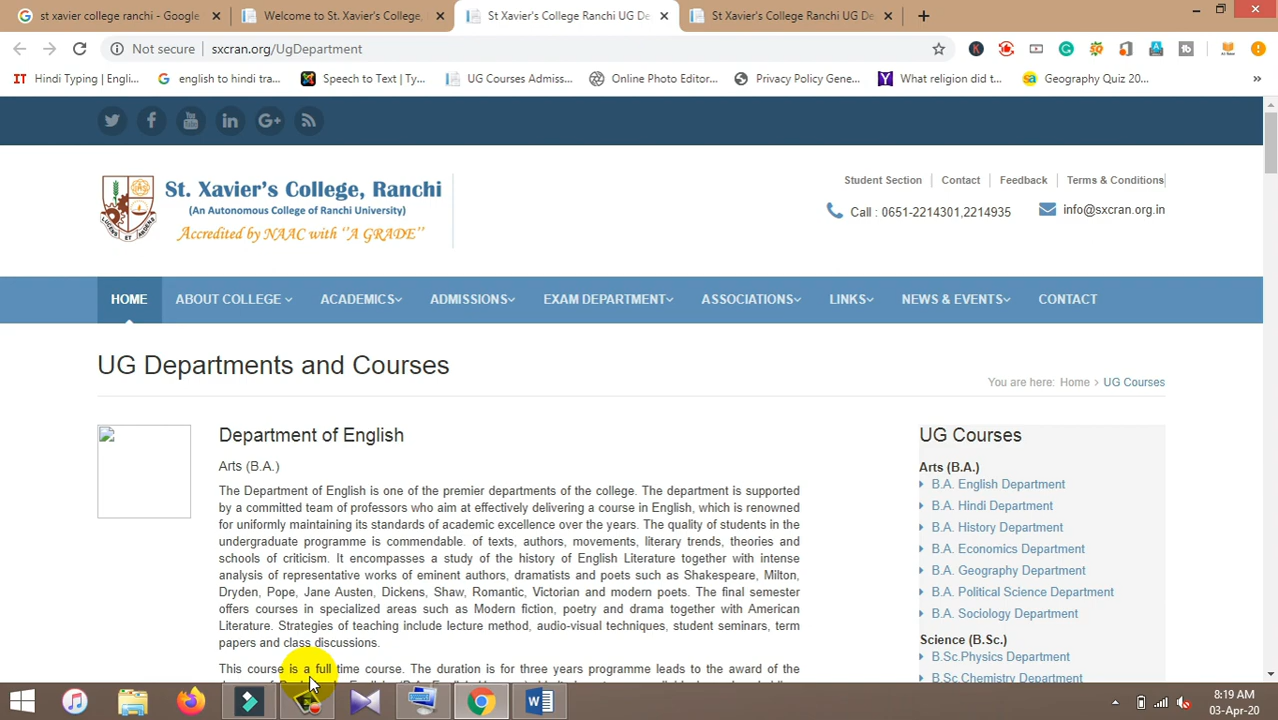 st xavier college ranchi - Google
Welcome to St. Xavier's College,
St Xavier's College Ranchi UG De
St Xavier's College Ranchi UG De
Not secure
sxcran.org/UgDepartment
Hindi Typing | Engli...
english to hindi tra...
Speech to Text | Ty...
UG Courses Admiss...
Online Photo Editor...
Privacy Policy Gene...
What religion did t...
Geography Quiz 20...
St. Xavier's College, Ranchi
(An Autonomous College of Ranchi University)
Accredited by NAAC with ''A GRADE''
Student Section
Contact
Feedback
Terms & Conditions
Call : 0651-2214301,2214935
info@sxcran.org.in
HOME
ABOUT COLLEGE
ACADEMICS
ADMISSIONS
EXAM DEPARTMENT
ASSOCIATIONS
LINKS
NEWS & EVENTS
CONTACT
UG Departments and Courses
You are here: Home > UG Courses
Department of English
Arts (B.A.)
The Department of English is one of the premier departments of the college. The department is supported
by a committed team of professors who aim at effectively delivering a course in English, which is renowned
for uniformly maintaining its standards of academic excellence over the years. The quality of students in the
undergraduate programme is commendable. of texts, authors, movements, literary trends, theories and
schools of criticism. It encompasses a study of the history of English Literature together with intense
analysis of representative works of eminent authors, dramatists and poets such as Shakespeare, Milton,
Dryden, Pope, Jane Austen, Dickens, Shaw, Romantic, Victorian and modern poets. The final semester
offers courses in specialized areas such as Modern fiction, poetry and drama together with American
Literature. Strategies of teaching include lecture method, audio-visual techniques, student seminars, term
papers and class discussions.
This course is a full time course. The duration is for three years programme leads to the award of the
UG Courses
Arts (B.A.)
B.A. English Department
B.A. Hindi Department
B.A. History Department
B.A. Economics Department
B.A. Geography Department
B.A. Political Science Department
B.A. Sociology Department
Science (B.Sc.)
B.Sc.Physics Department
B.Sc.Chemistry Department
8:19 AM
03-Apr-20